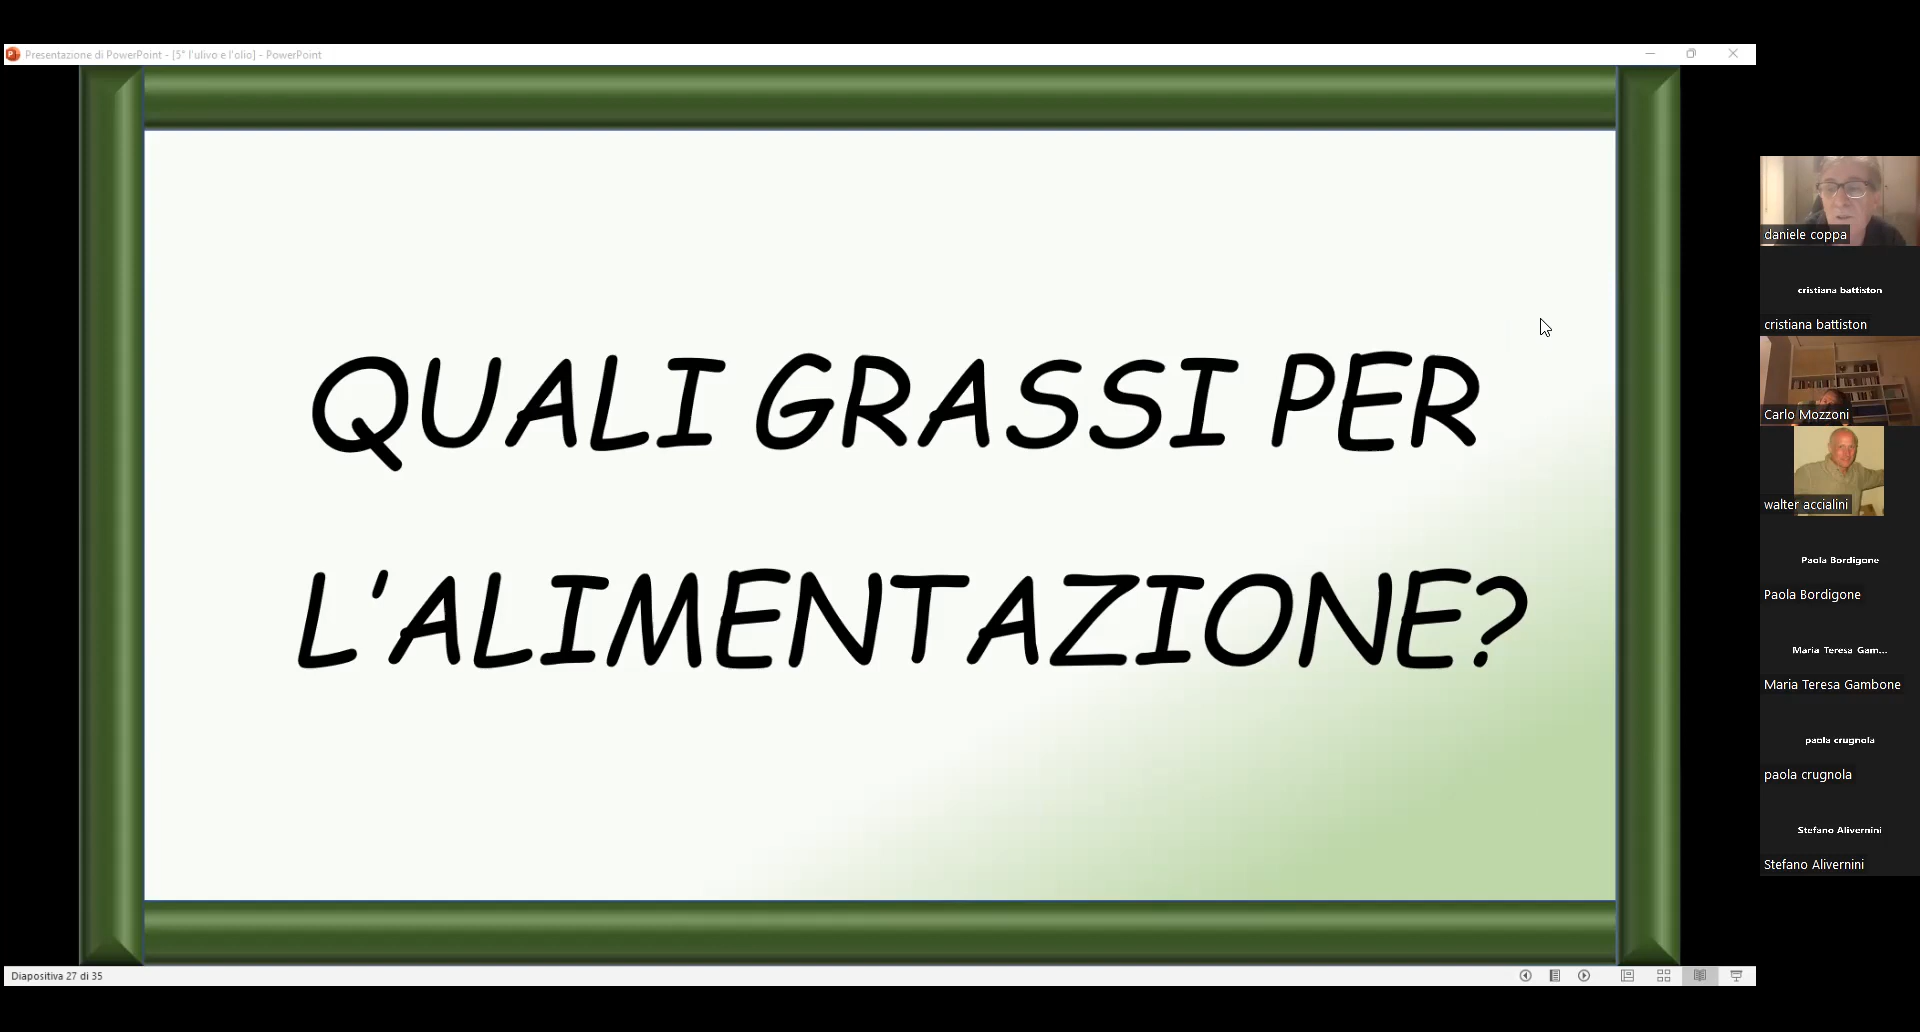 Presentazione di PowerPoint - [5° l'ulivo e l'olio] - PowerPoint
QUALI GRASSI PER
L'ALIMENTAZIONE?
daniele coppa
cristiana battiston
cristiana battiston
Carlo Mozzoni
walter accialini
Paola Bordigone
Paola Bordigone
Maria Teresa Gam...
Maria Teresa Gambone
paola crugnola
paola crugnola
Stefano Alivernini
Stefano Alivernini
Diapositiva 27 di 35